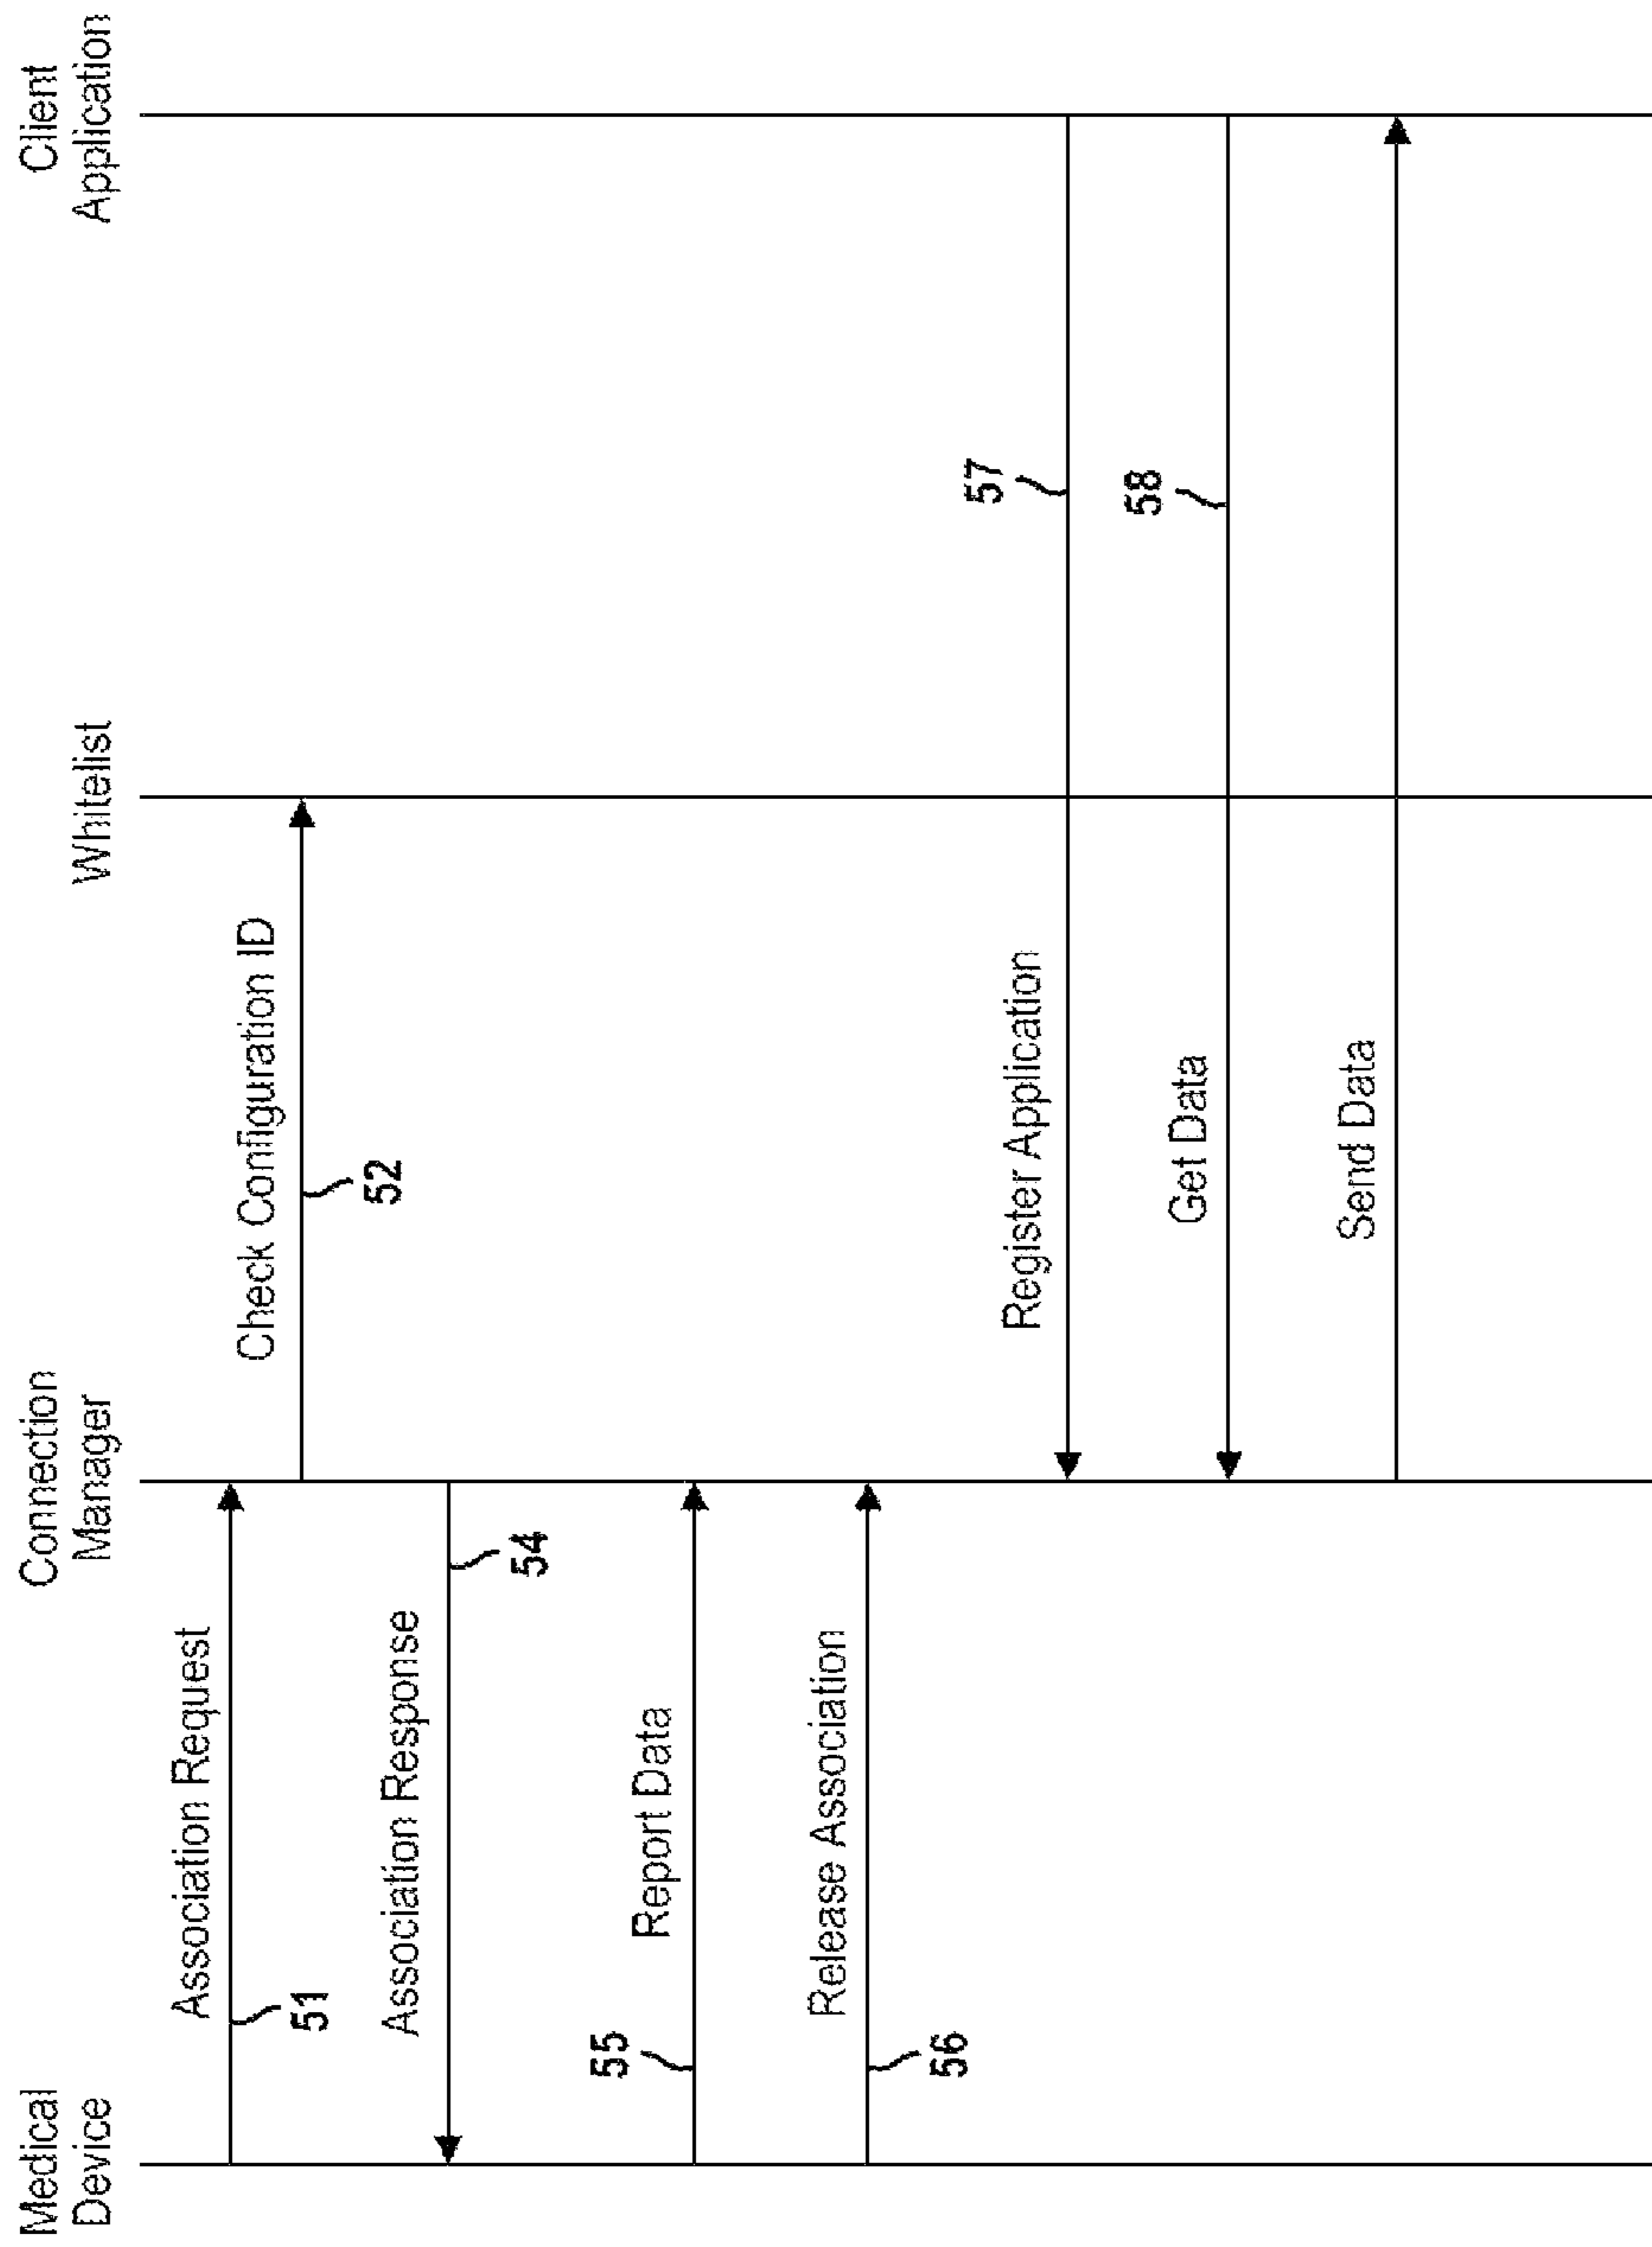 Medical
Device
Connection
Manager
Whitelist
Client
Application
Association Request
51
Check Configuration ID
52
Association Response
54
55
Report Data
Release Association
56
57
Register Application
58
Get Data
Send Data